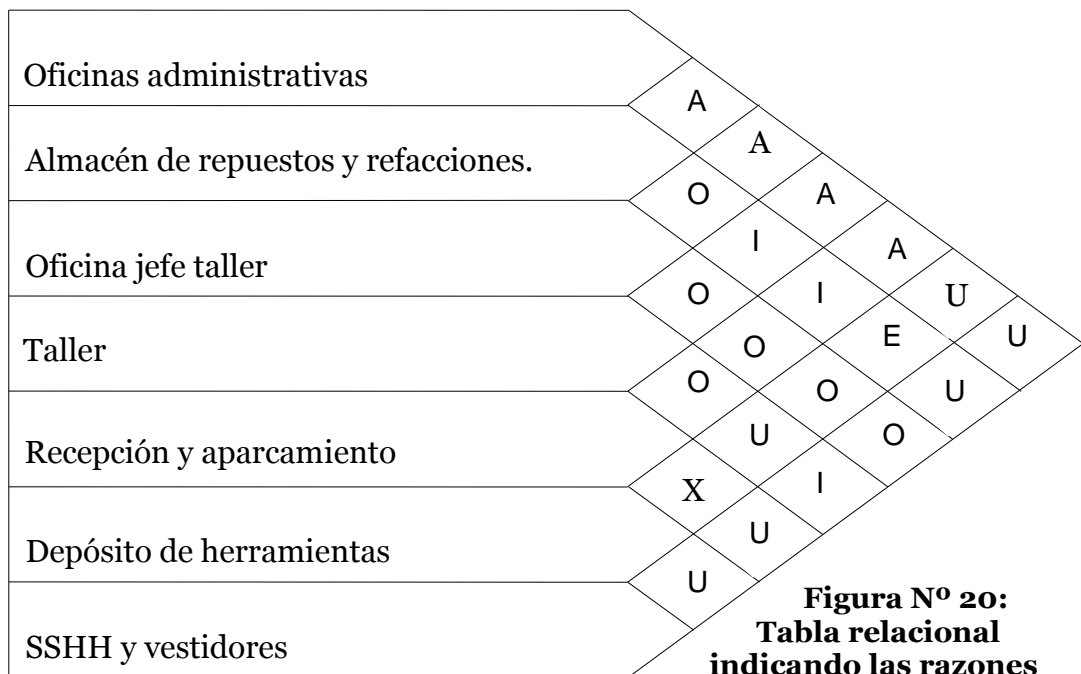 Oficinas administrativas
A
A
Almacén de repuestos y refacciones.
O A
I A
Oficina jefe taller
O I U
Taller
O E U
O O U
U O
Recepción y aparcamiento
X I
U
Depósito de herramientas
U
SSHH y vestidores
Figura Nº 20:
Tabla relacional
indicando las razones